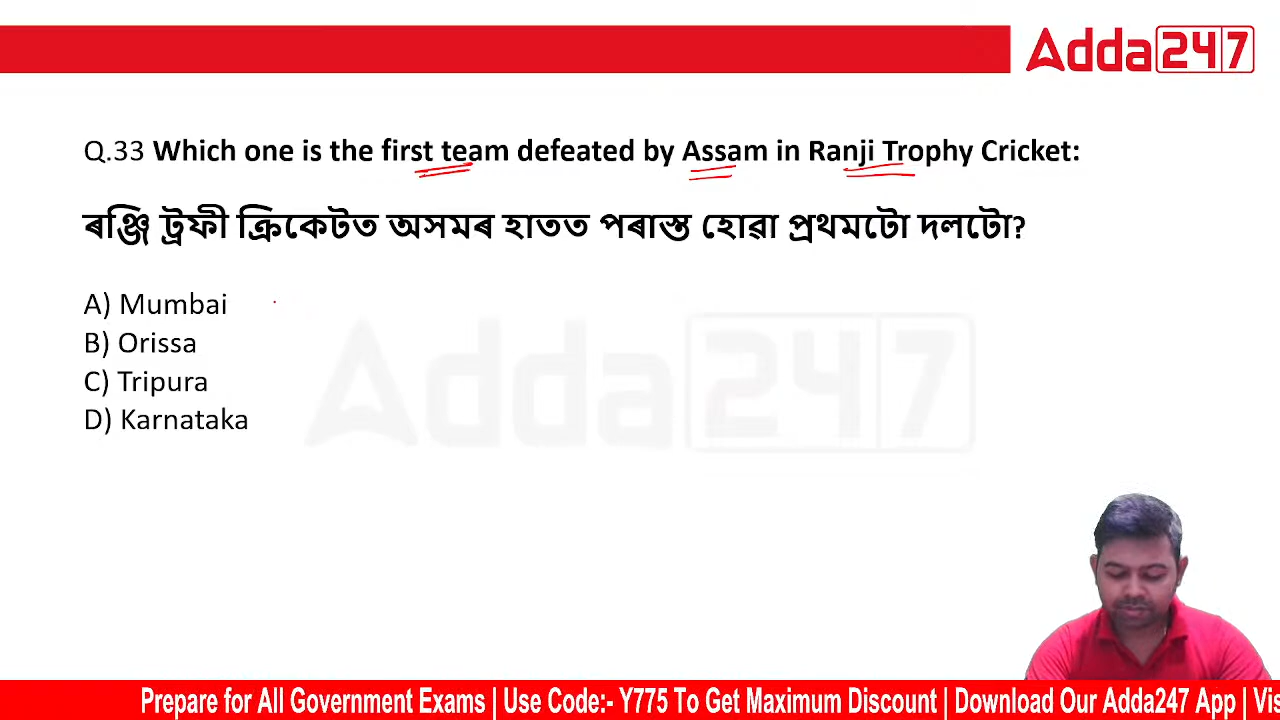 Adda247
Q.33 Which one is the first team defeated by Assam in Ranji Trophy Cricket:
ৰঞ্জি ট্ৰফী ক্ৰিকেটত অসমৰ হাতত পৰাস্ত হোৱা প্ৰথমটো দলটো?
A) Mumbai
B) Orissa
C) Tripura
D) Karnataka
Adda247
Prepare for All Government Exams | Use Code:- Y775 To Get Maximum Discount | Download Our Adda247 App | Vis